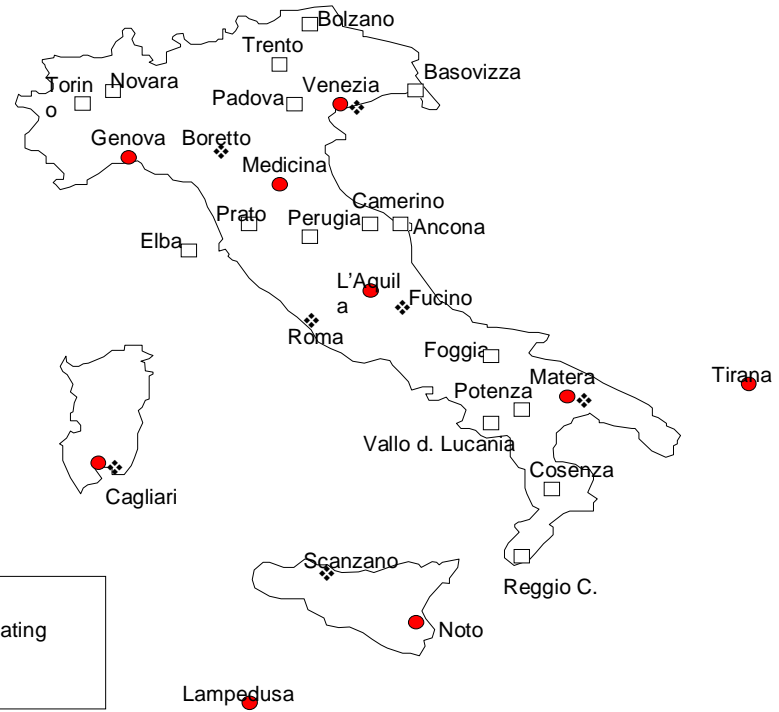 Bolzano
Trento
Basovizza
Torin
o
Novara
Venezia
Padova
Genova
Boretto
Medicina
Camerino
Prato
Perugia
Ancona
Elba
L'Aquil
a
Fucino
Roma
Foggia
Matera
Tirana
Potenza
Vallo d. Lucania
Cosenza
Cagliari
Scanzano
Reggio C.
ating
Noto
Lampedusa